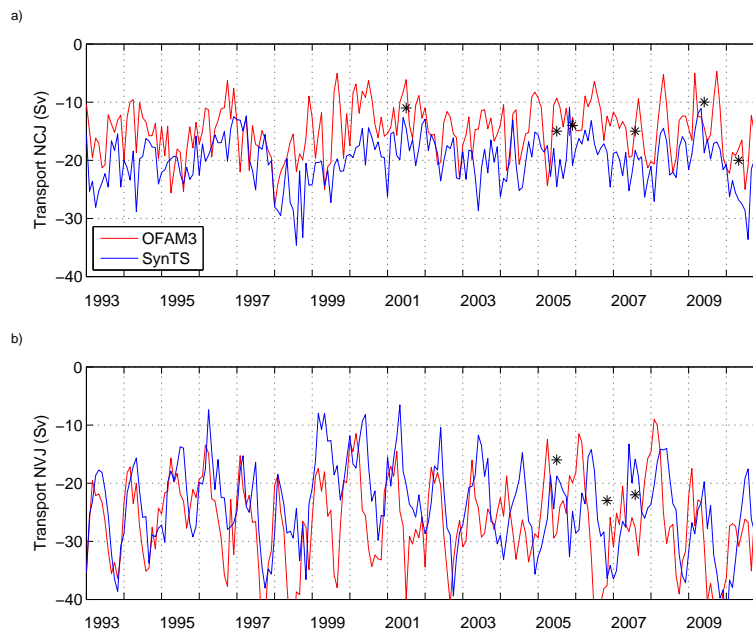 a)
0
−10
−20
−30
−40
Transport NCJ (Sv)
OFAM3
SynTS
1993 1995 1997 1999 2001 2003 2005 2007 2009
b)
0
−10
−20
−30
−40
Transport NVJ (Sv)
1993 1995 1997 1999 2001 2003 2005 2007 2009